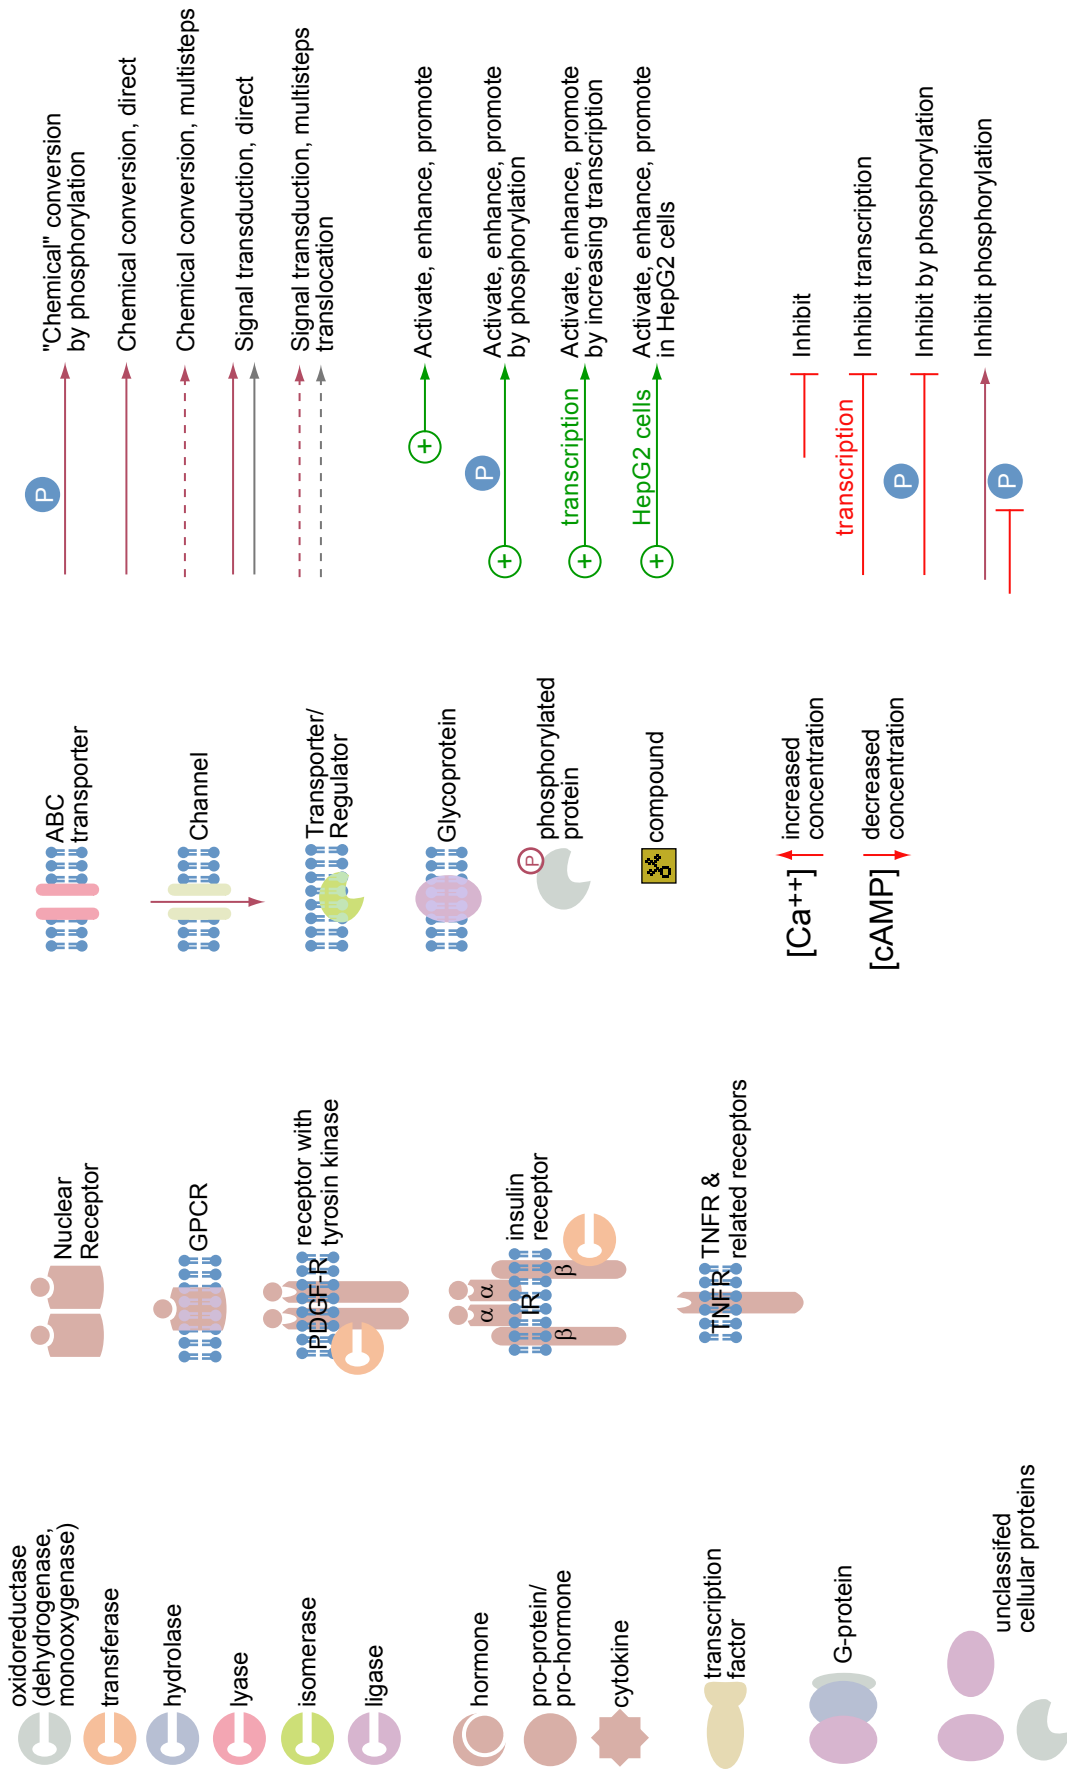 oxidoreductase
(dehydrogenase,
monooxygenase)
transferase
hydrolase
lyase
isomerase
ligase
hormone
pro-protein/
pro-hormone
cytokine
transcription
factor
G-protein
unclassifed
cellular proteins
Nuclear
Receptor
GPCR
PDGF-R
receptor with
tyrosin kinase
α α
IR
β
β
insulin
receptor
TNFR
TNFR &
related receptors
ABC
transporter
Channel
Transporter/
Regulator
Glycoprotein
P
phosphorylated
protein
compound
[Ca++]
increased
concentration
[cAMP]
decreased
concentration
P
"Chemical" conversion
by phosphorylation
Chemical conversion, direct
Chemical conversion, multisteps
Signal transduction, direct
Signal transduction, multisteps
translocation
+
Activate, enhance, promote
+
P
Activate, enhance, promote
by phosphorylation
+
transcription
Activate, enhance, promote
by increasing transcription
+
HepG2 cells
Activate, enhance, promote
in HepG2 cells
Inhibit
transcription
Inhibit transcription
P
Inhibit by phosphorylation
P
Inhibit phosphorylation